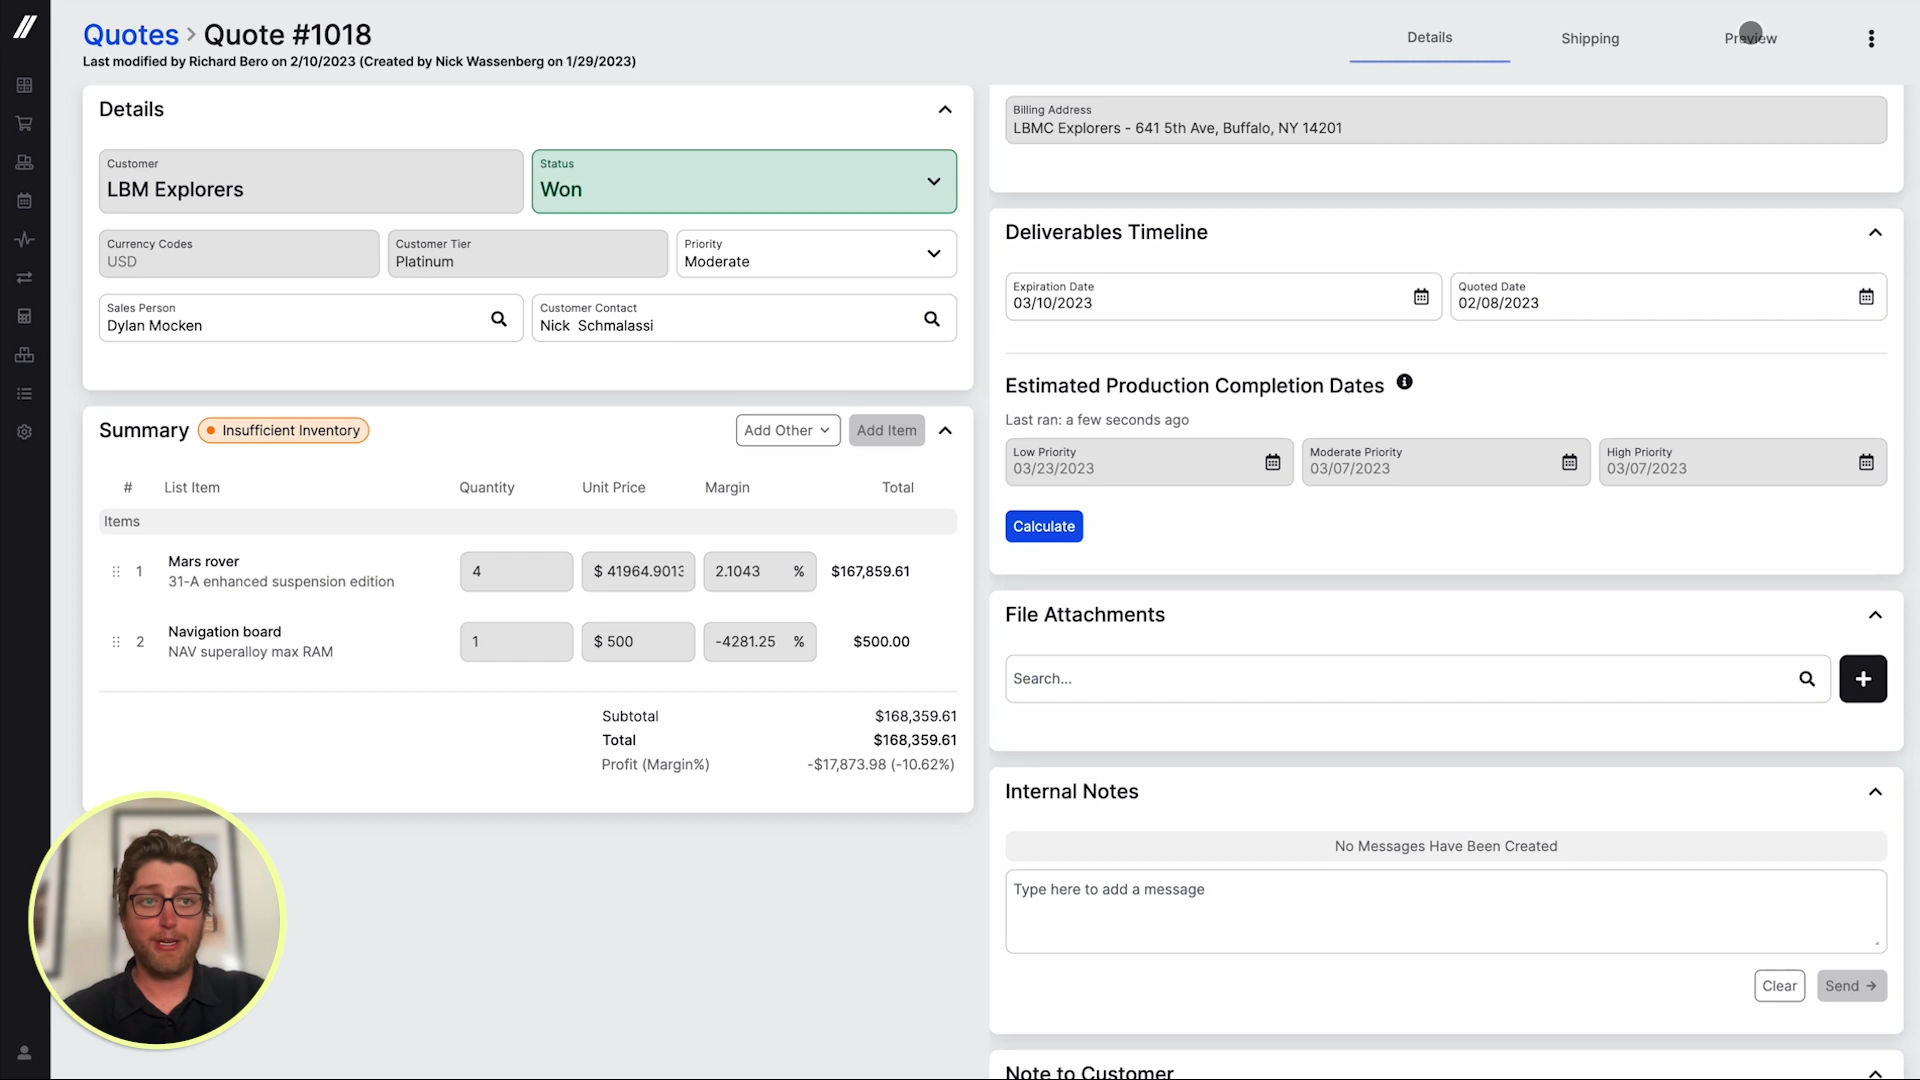 Quotes > Quote #1018
Last modified by Richard Bero on 2/10/2023 (Created by Nick Wassenberg on 1/29/2023)
Details
Shipping
Preview
Details
Customer
LBM Explorers
Status
Won
Currency Codes
USD
Customer Tier
Platinum
Priority
Moderate
Sales Person
Dylan Mocken
Customer Contact
Nick Schmalassi
Summary
Insufficient Inventory
Add Other
Add Item
# List Item Quantity Unit Price Margin Total
Items
1 Mars rover 4 $ 41964.9013 2.1043 % $167,859.61
31-A enhanced suspension edition
2 Navigation board 1 $ 500 -4281.25 % $500.00
NAV superalloy max RAM
Subtotal $168,359.61
Total $168,359.61
Profit (Margin%) -$17,873.98 (-10.62%)
Billing Address
LBMC Explorers - 641 5th Ave, Buffalo, NY 14201
Deliverables Timeline
Expiration Date
03/10/2023
Quoted Date
02/08/2023
Estimated Production Completion Dates
Last ran: a few seconds ago
Low Priority
03/23/2023
Moderate Priority
03/07/2023
High Priority
03/07/2023
Calculate
File Attachments
Search...
Internal Notes
No Messages Have Been Created
Type here to add a message
Clear
Send
Note to Customer